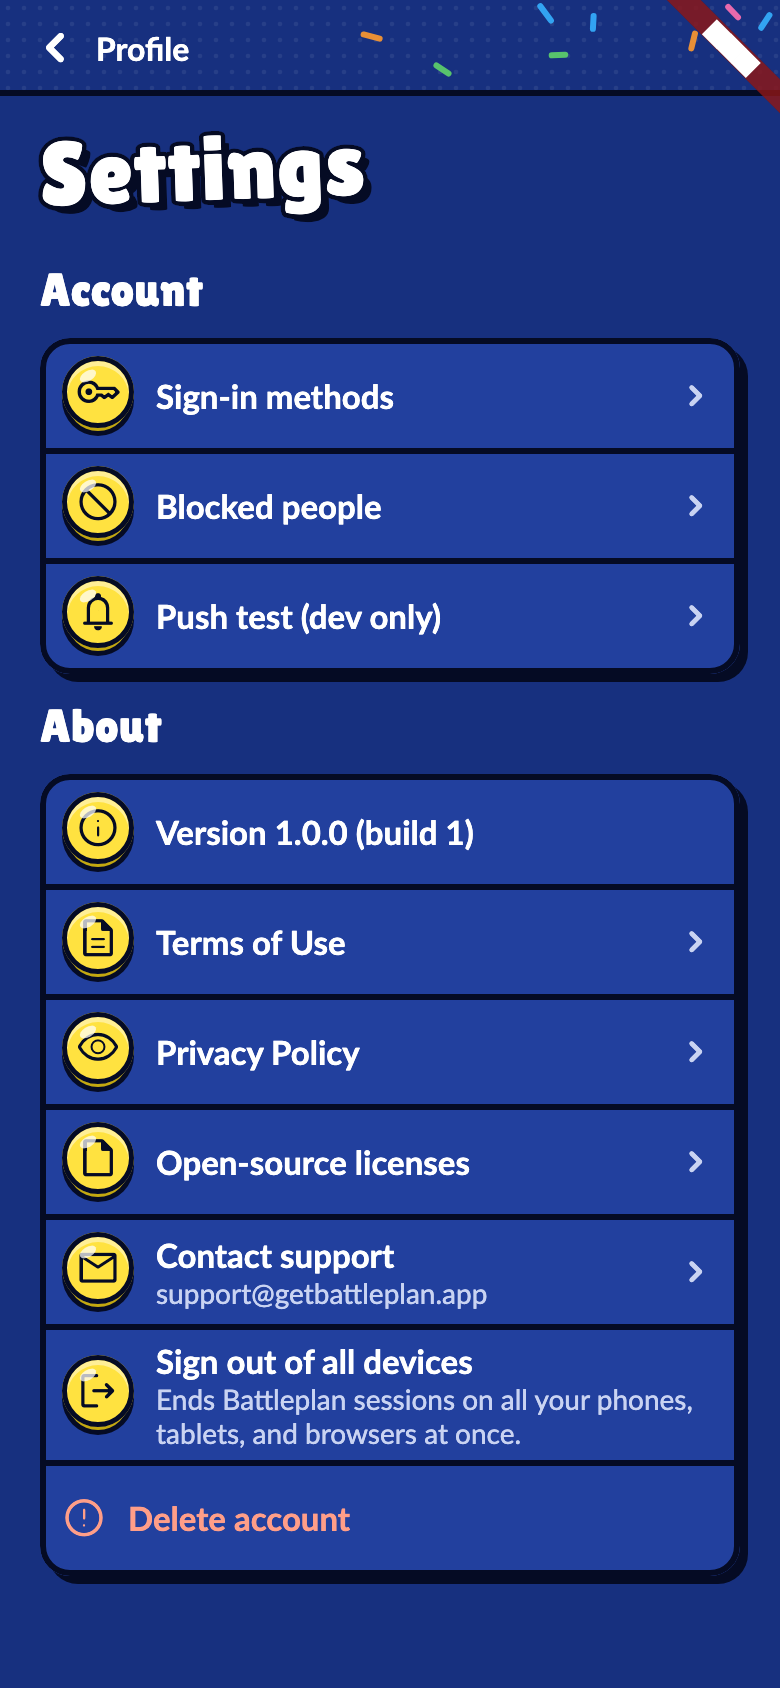 Profile
Settings
Account
Sign-in methods
Blocked people
Push test (dev only)
About
Version 1.0.0 (build 1)
Terms of Use
Privacy Policy
Open-source licenses
Contact support
support@getbattleplan.app
Sign out of all devices
Ends Battleplan sessions on all your phones,
tablets, and browsers at once.
Delete account